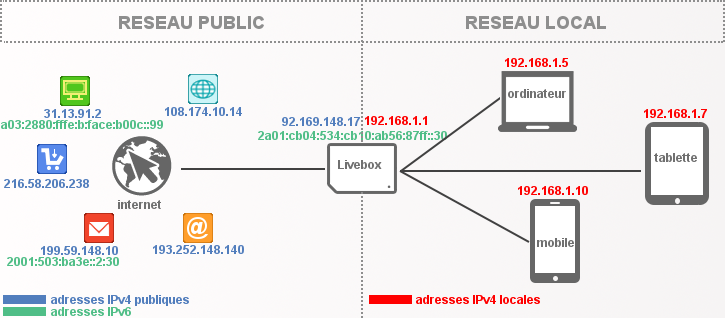 RESEAU PUBLIC
RESEAU LOCAL
31.13.91.2
a03:2880:fffe:b:face:b00c::99
108.174.10.14
216.58.206.238
internet
199.59.148.10
2001:503:ba3e::2:30
193.252.148.140
92.169.148.17
192.168.1.1
2a01:cb04:534:cb10:ab56:87ff::30
Livebox
192.168.1.5
ordinateur
192.168.1.7
tablette
192.168.1.10
mobile
adresses IPv4 publiques
adresses IPv6
adresses IPv4 locales